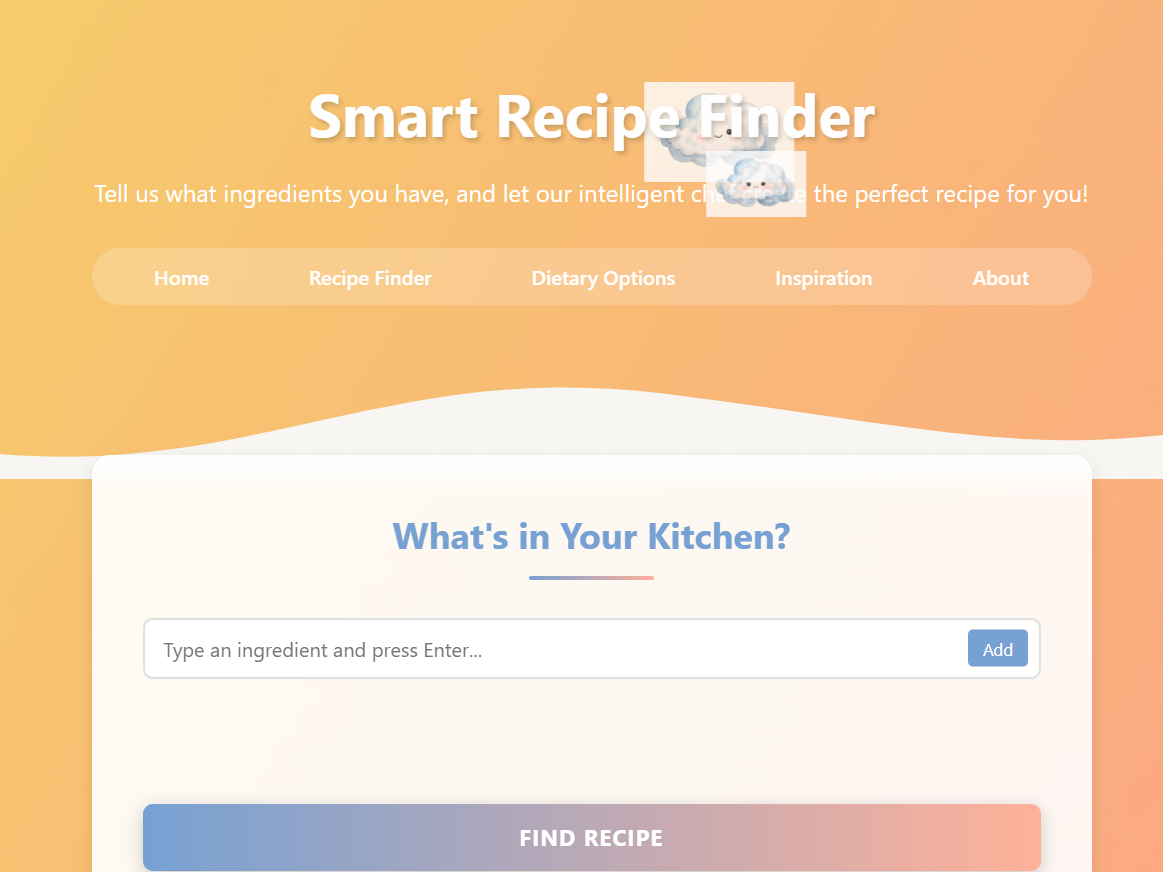 Smart Recipe Finder
Tell us what ingredients you have, and let our intelligent chef create the perfect recipe for you!
Home
Recipe Finder
Dietary Options
Inspiration
About
What's in Your Kitchen?
Type an ingredient and press Enter...
Add
FIND RECIPE